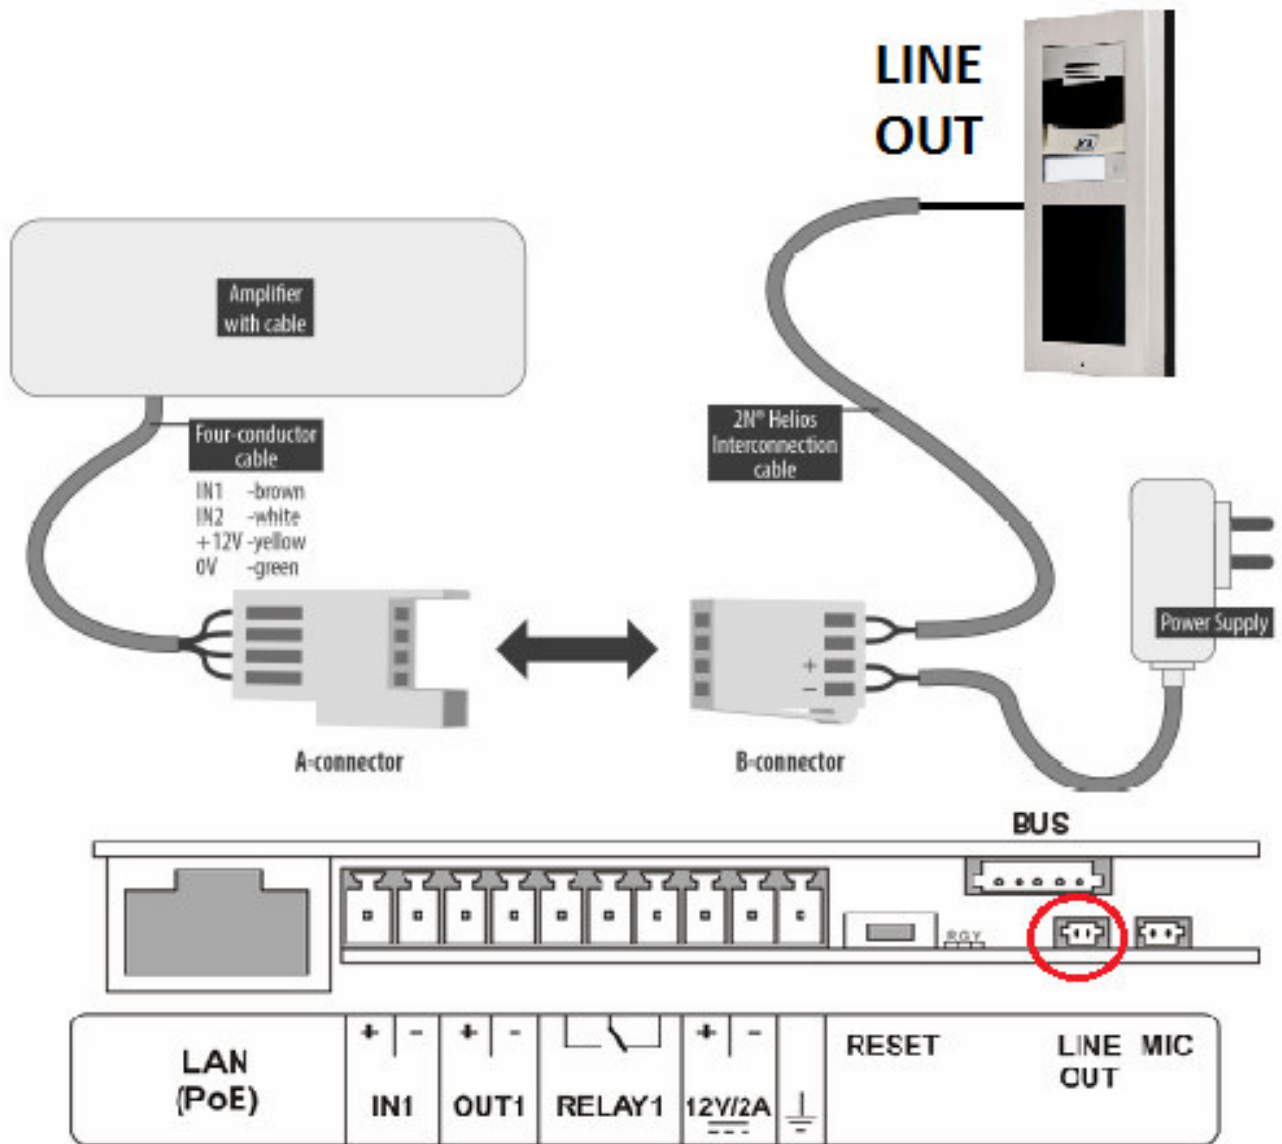 LINE
OUT
Amplifier
with cable
Four-conductor
cable
IN1 -brown
IN2 -white
+12V -yellow
0V -green
2N® Helios
Interconnection
cable
Power Supply
+
-
A-connector
B-connector
BUS
R G Y
LAN
(PoE)
+ -
IN1
+ -
OUT1
RELAY1
+ -
12V/2A
RESET
LINE
OUT
MIC